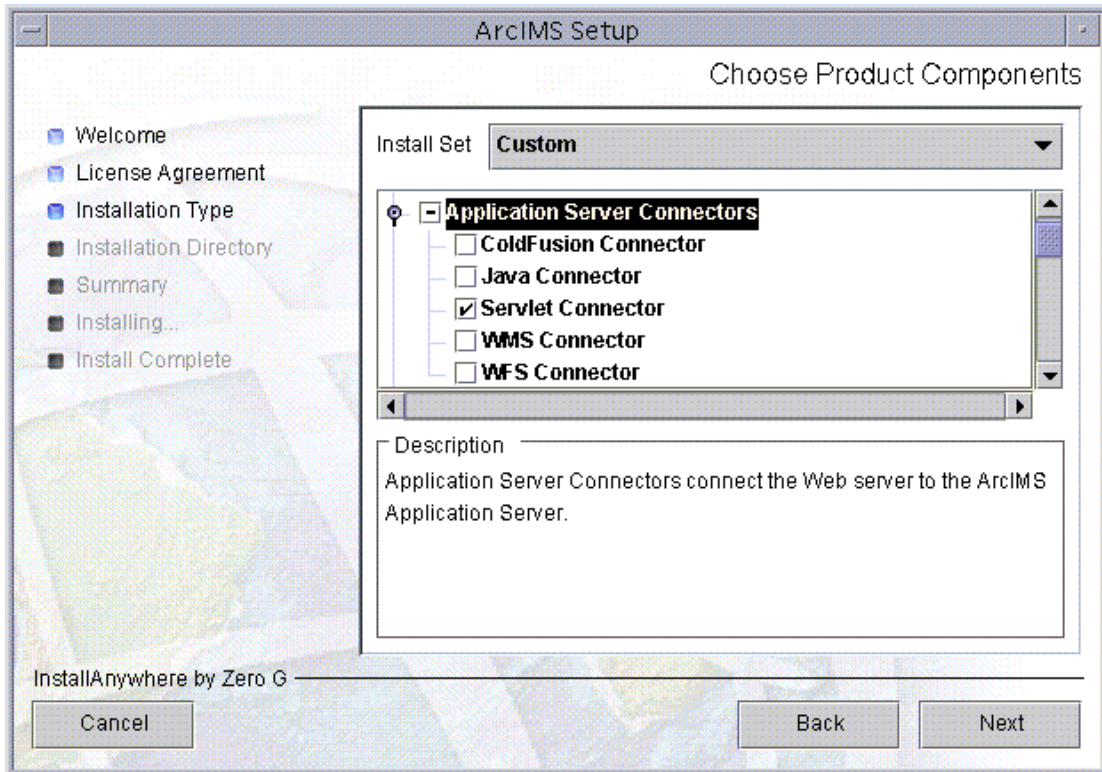 ArcIMS Setup
Choose Product Components
Welcome
License Agreement
Installation Type
Installation Directory
Summary
Installing...
Install Complete
Install Set Custom
Application Server Connectors
ColdFusion Connector
Java Connector
Servlet Connector
WMS Connector
WFS Connector
Description
Application Server Connectors connect the Web server to the ArcIMS
Application Server.
InstallAnywhere by Zero G
Cancel
Back
Next